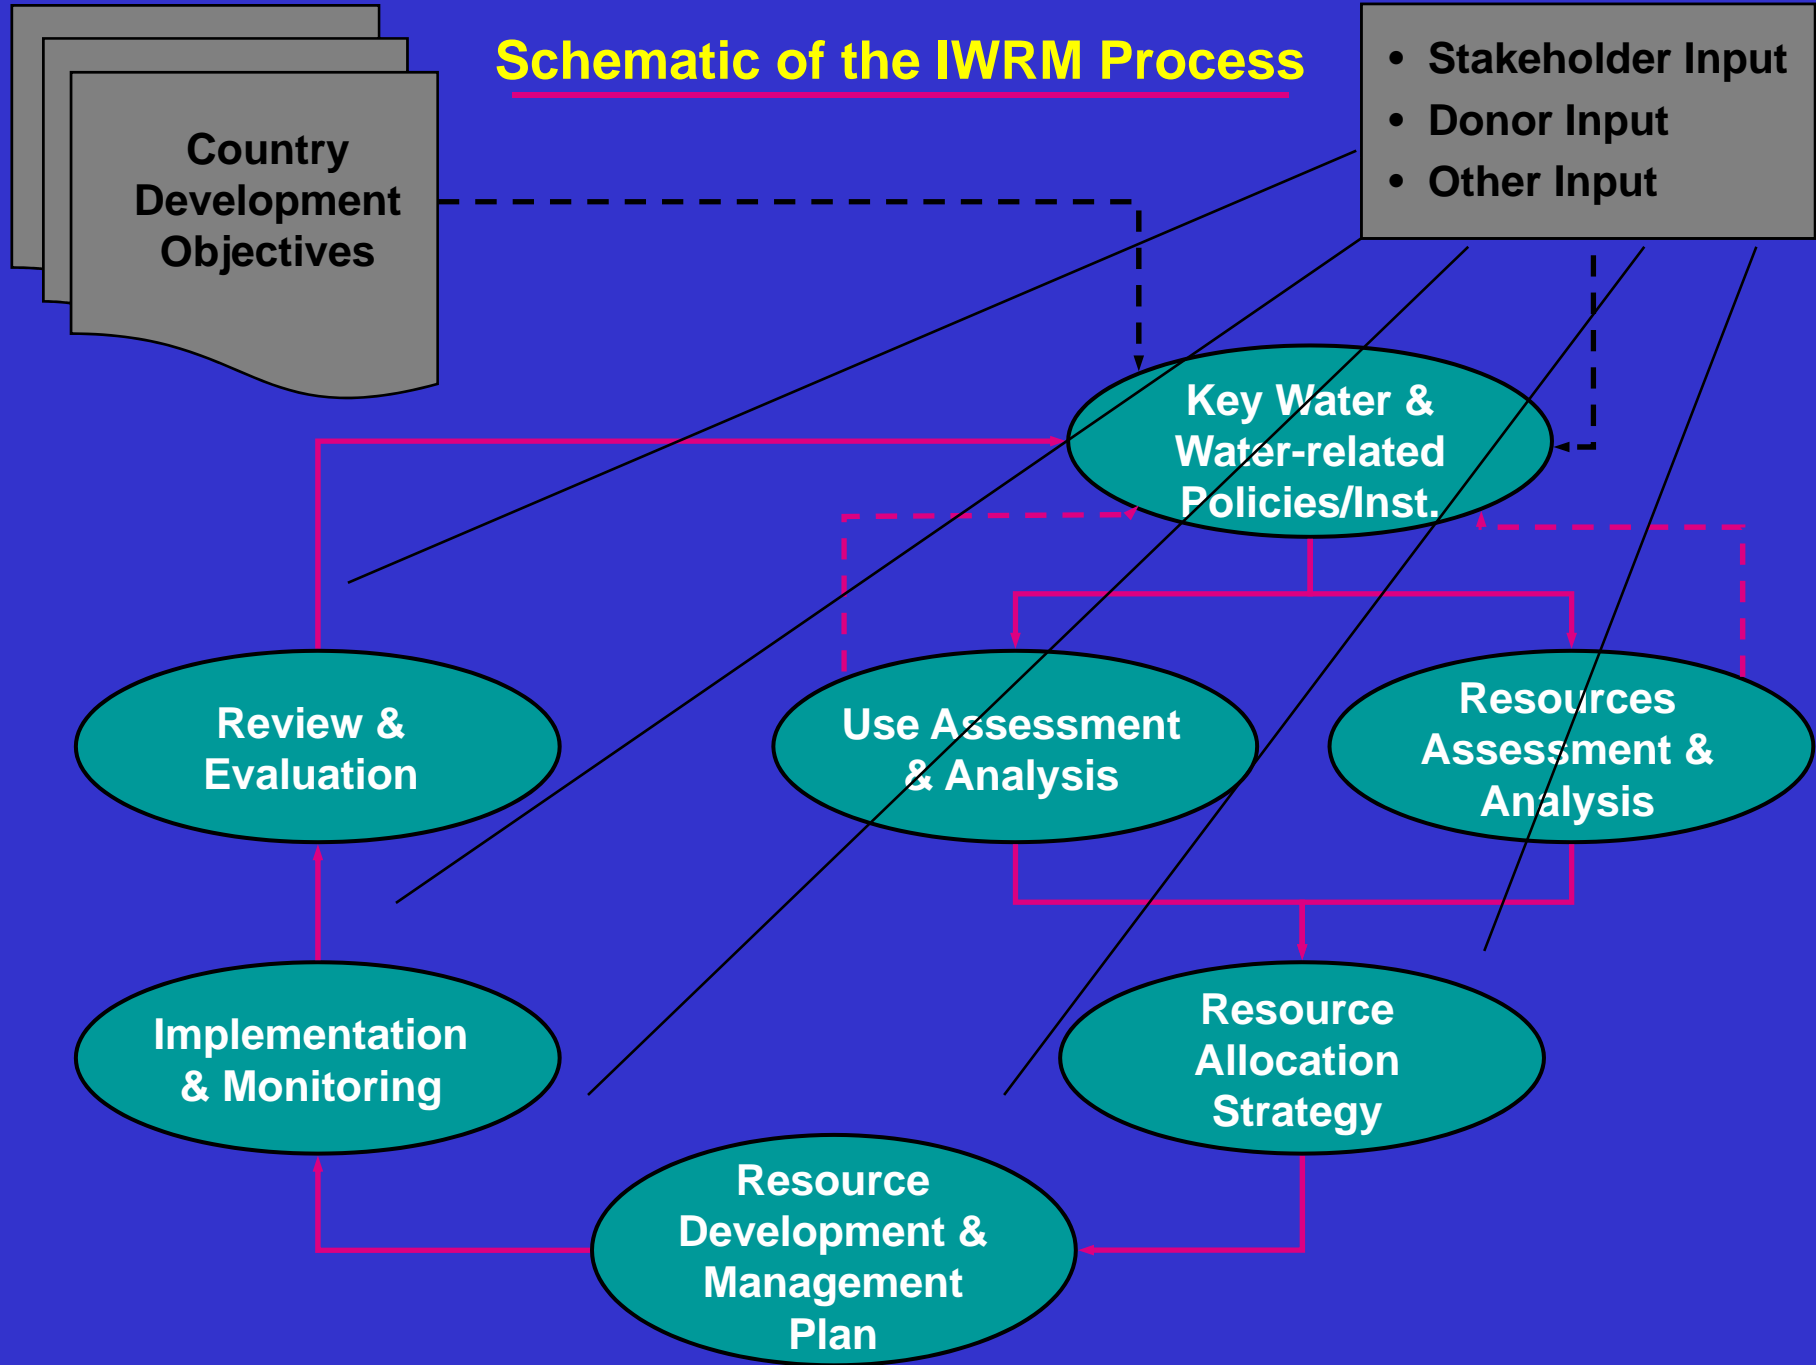 Schematic of the IWRM Process
Country
Development
Objectives
• Stakeholder Input
• Donor Input
• Other Input
Key Water &
Water-related
Policies/Inst.
Review &
Evaluation
Use Assessment
& Analysis
Resources
Assessment &
Analysis
Implementation
& Monitoring
Resource
Allocation
Strategy
Resource
Development &
Management
Plan